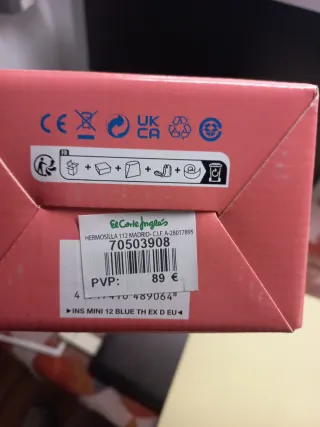 CE UK CA
FR
El Corte Inglés
HERMOSILLA 112 MADRID- C.I.F. A-28017895
70503908
PVP: 89 €
489064
►INS MINI 12 BLUE TH EX D EU◄